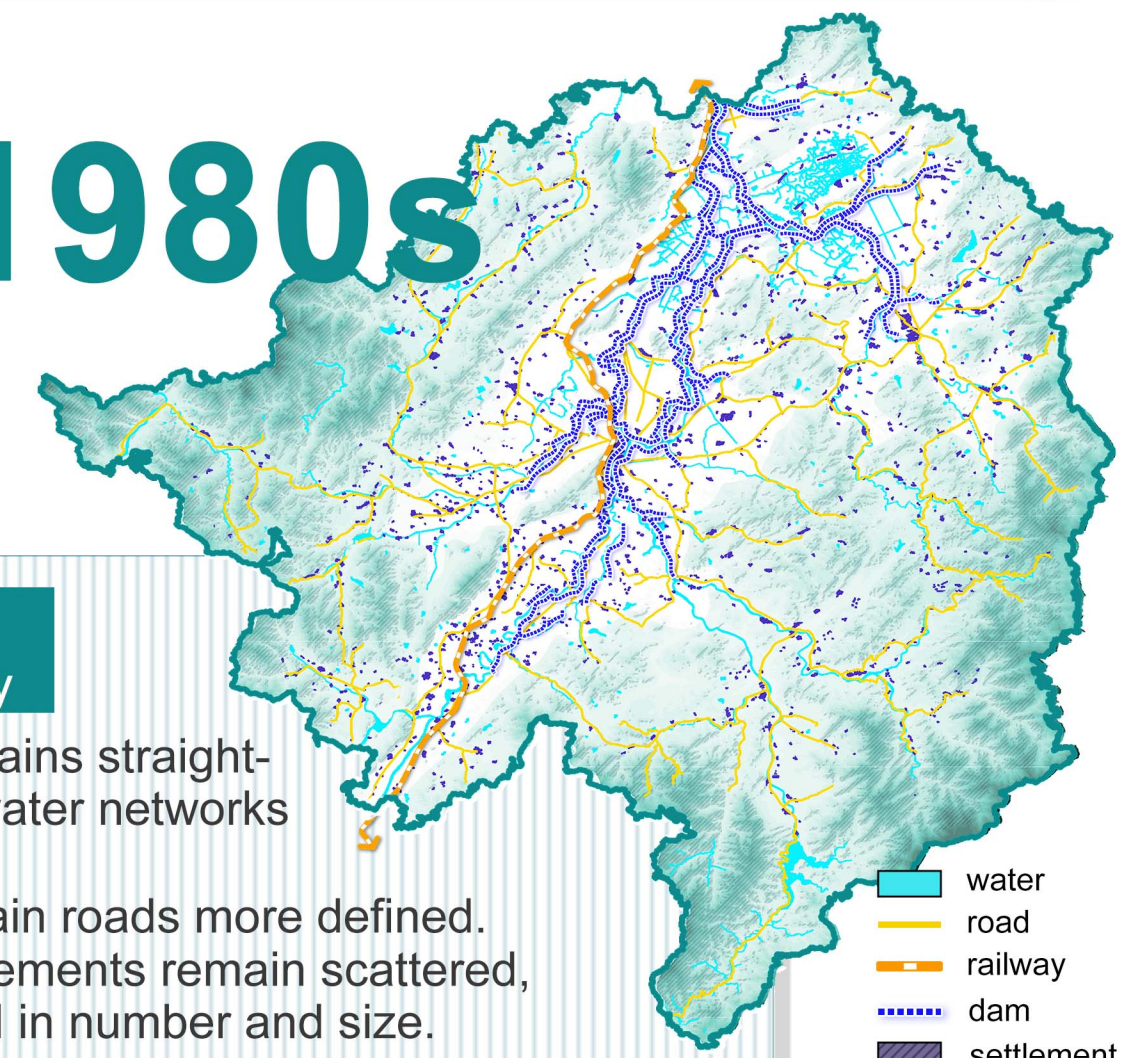 1980s
y
ains straight-
ater networks
ain roads more defined.
ements remain scattered,
in number and size.
water
road
railway
dam
settlement